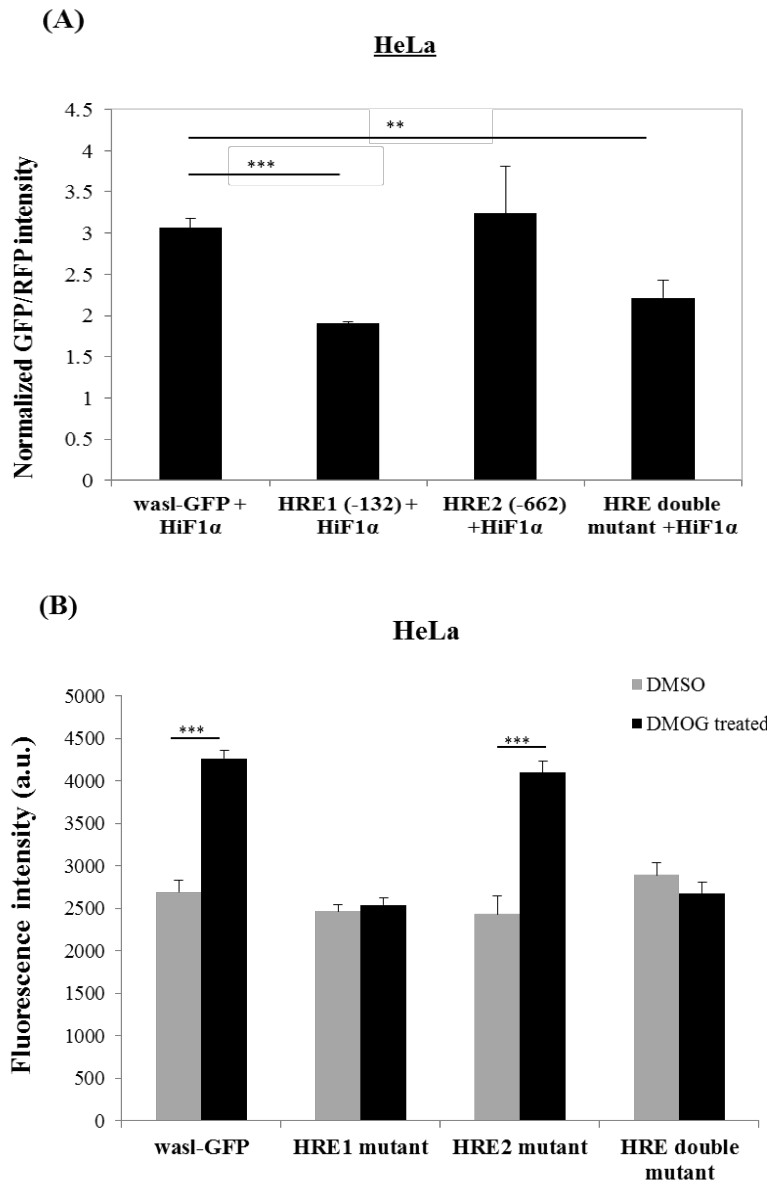 (A)
HeLa
Normalized GFP/RFP intensity
4.5
4
3.5
3
2.5
2
1.5
1
0.5
0
**
***
wasl-GFP +
HiF1α
HRE1 (-132) +
HiF1α
HRE2 (-662)
+HiF1α
HRE double
mutant +HiF1α
(B)
HeLa
DMSO
DMOG treated
Fluorescence intensity (a.u.)
5000
4500
4000
3500
3000
2500
2000
1500
1000
500
0
***
***
wasl-GFP
HRE1 mutant
HRE2 mutant
HRE double
mutant